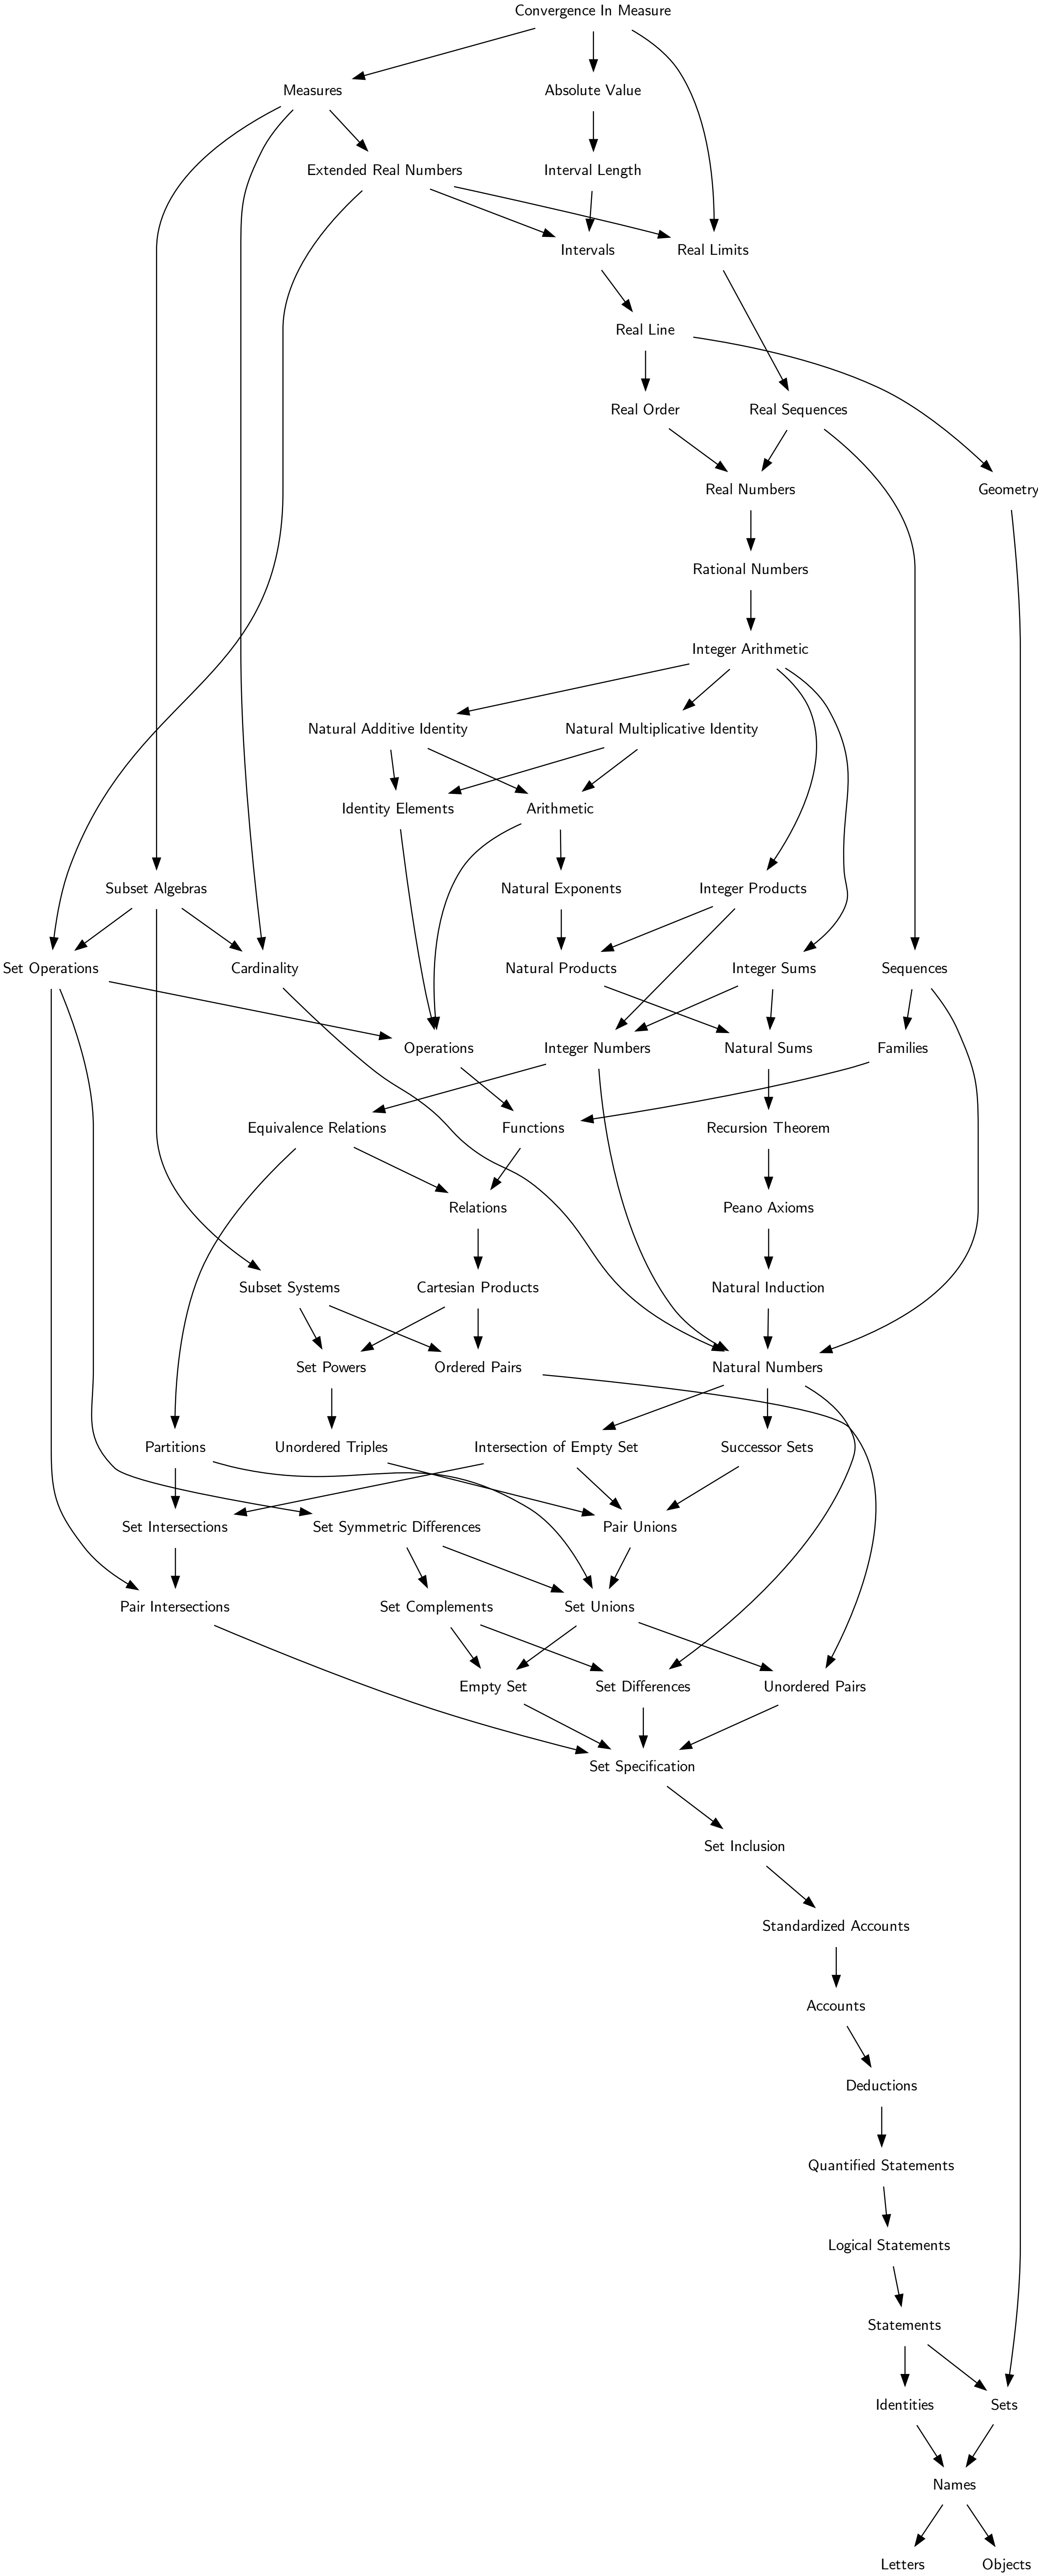 Convergence In Measure
Measures
Absolute Value
Extended Real Numbers
Interval Length
Intervals
Real Limits
Real Line
Real Order
Real Sequences
Real Numbers
Geometry
Rational Numbers
Integer Arithmetic
Natural Additive Identity
Natural Multiplicative Identity
Identity Elements
Arithmetic
Subset Algebras
Natural Exponents
Integer Products
Set Operations
Cardinality
Natural Products
Integer Sums
Sequences
Operations
Integer Numbers
Natural Sums
Families
Equivalence Relations
Functions
Recursion Theorem
Relations
Peano Axioms
Subset Systems
Cartesian Products
Natural Induction
Set Powers
Ordered Pairs
Natural Numbers
Partitions
Unordered Triples
Intersection of Empty Set
Successor Sets
Set Intersections
Set Symmetric Differences
Pair Unions
Pair Intersections
Set Complements
Set Unions
Empty Set
Set Differences
Unordered Pairs
Set Specification
Set Inclusion
Standardized Accounts
Accounts
Deductions
Quantified Statements
Logical Statements
Statements
Identities
Sets
Names
Letters
Objects